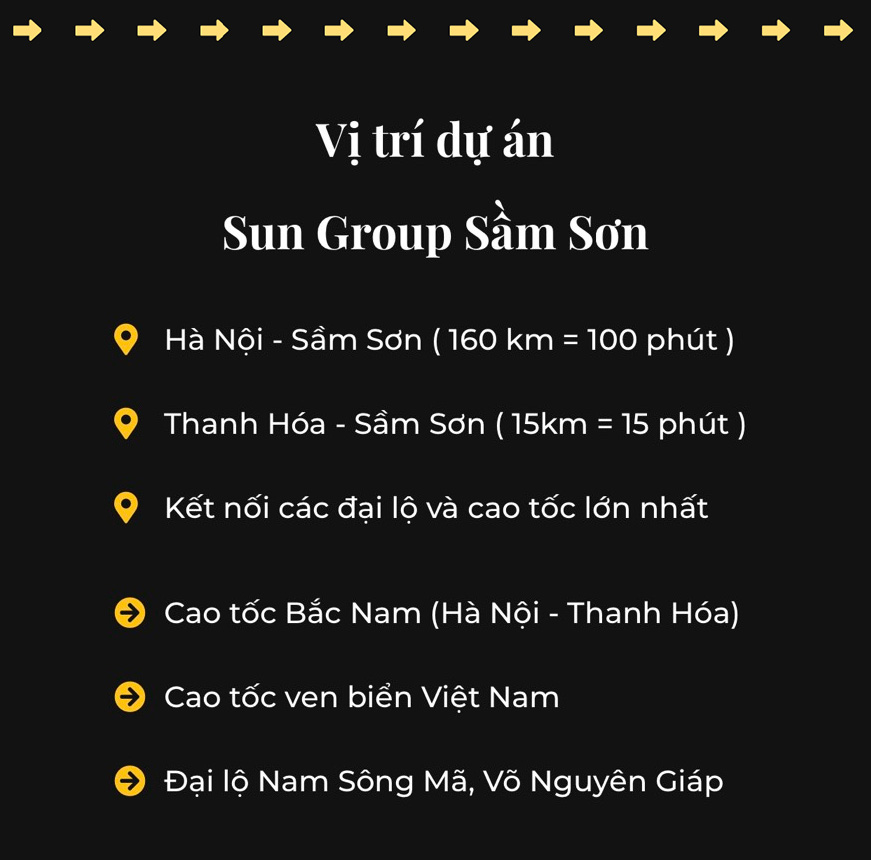 Vị trí dự án
Sun Group Sầm Sơn
Hà Nội - Sầm Sơn ( 160 km = 100 phút )
Thanh Hóa - Sầm Sơn ( 15km = 15 phút )
Kết nối các đại lộ và cao tốc lớn nhất
Cao tốc Bắc Nam (Hà Nội - Thanh Hóa)
Cao tốc ven biển Việt Nam
Đại lộ Nam Sông Mã, Võ Nguyên Giáp